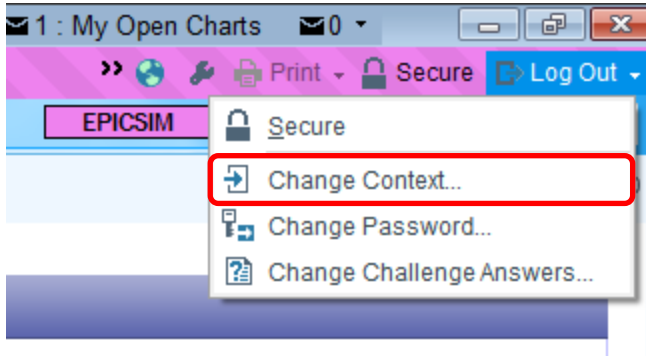 1 : My Open Charts 0
Print Secure Log Out
EPICSIM
Secure
Change Context...
Change Password...
Change Challenge Answers...